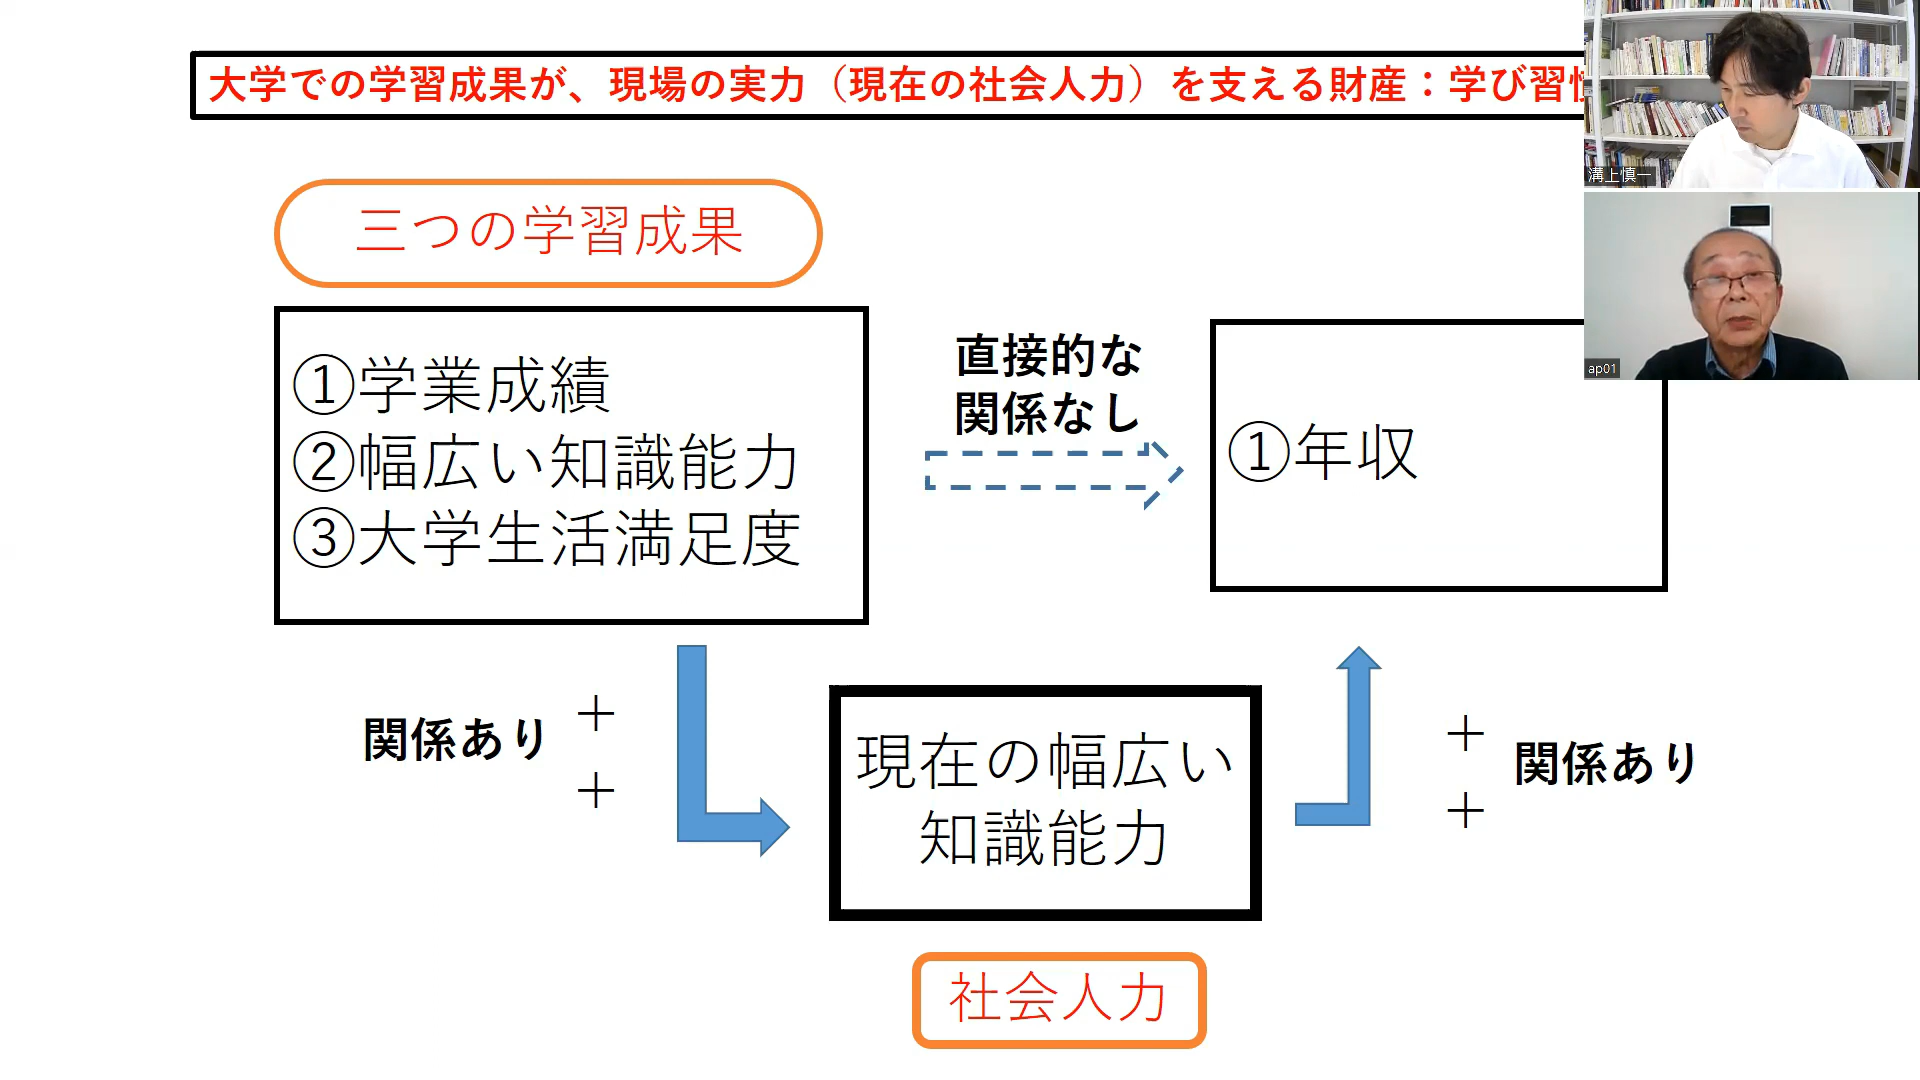 大学での学習成果が、現場の実力（現在の社会人力）を支える財産：学び習
溝上慎一
三つの学習成果
ap01
①学業成績
②幅広い知識能力
③大学生活満足度
直接的な
関係なし
①年収
関係あり
＋
＋
現在の幅広い
知識能力
＋
＋
関係あり
社会人力